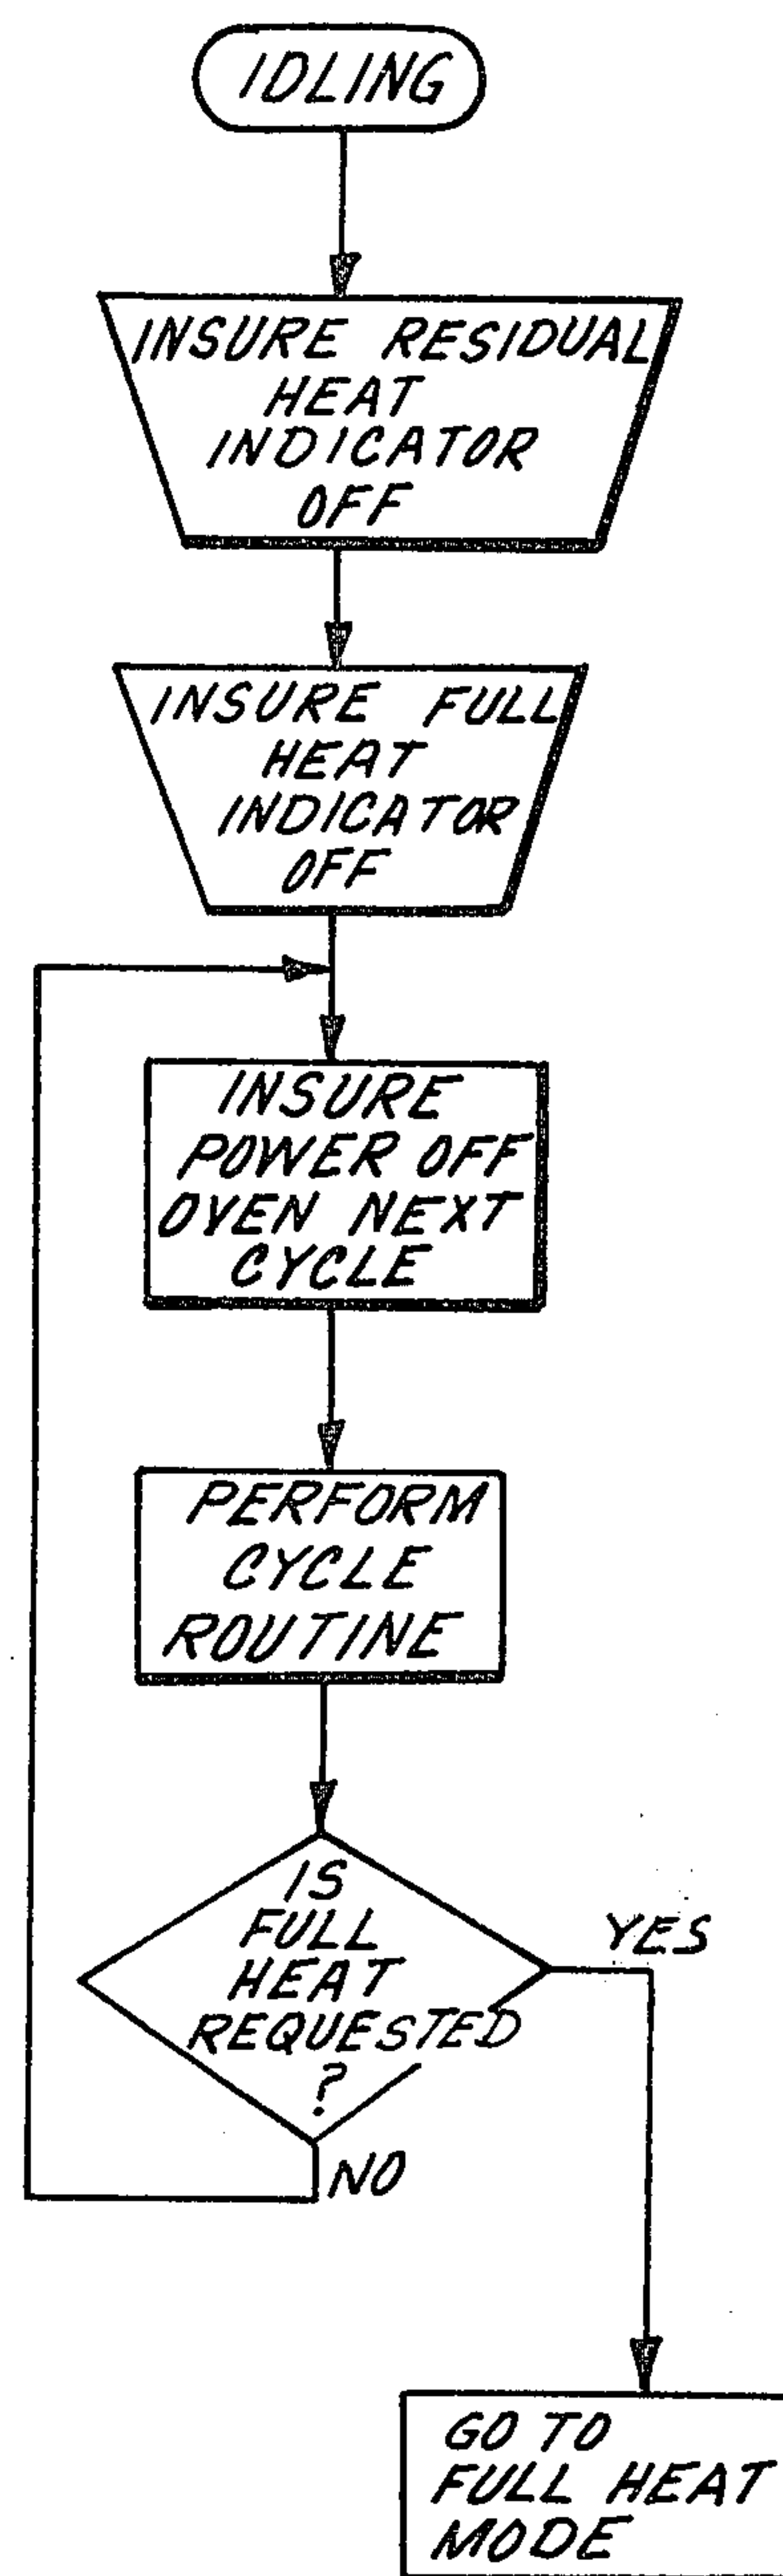 IDLING
INSURE RESIDUAL
HEAT
INDICATOR
OFF
INSURE FULL
HEAT
INDICATOR
OFF
INSURE
POWER OFF
OVEN NEXT
CYCLE
PERFORM
CYCLE
ROUTINE
IS
FULL
HEAT
REQUESTED
?
YES
NO
GO TO
FULL HEAT
MODE